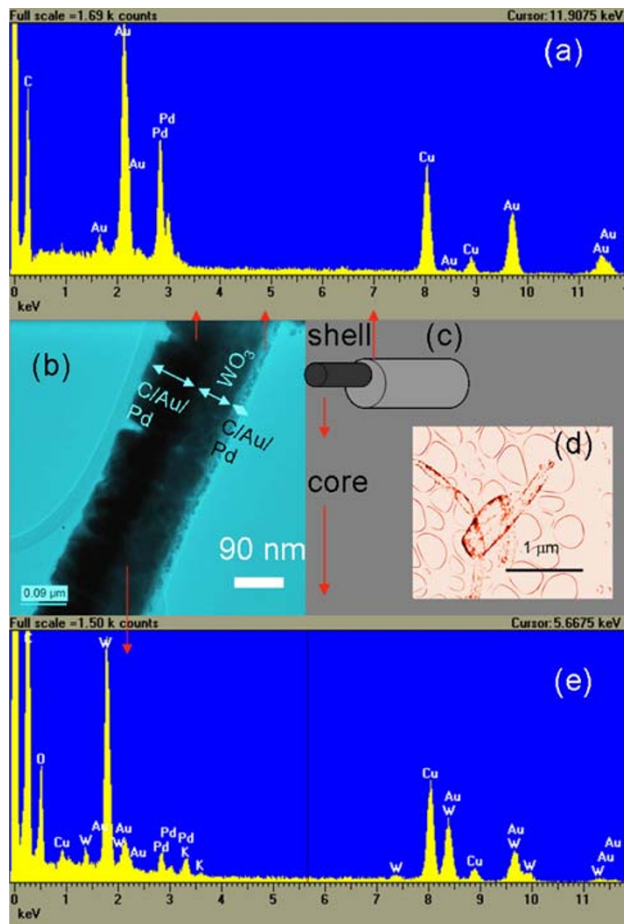 Full scale =1.69 k counts Cursor: 11.9075 keV
Au
(a)
C
Pd
Pd
Cu
Au
Au
Au
Au
Au
Cu
Au
0 1 2 3 4 5 6 7 8 9 10 11
keV
(b)
WO3
C/Au/
Pd
C/Au/
Pd
90 nm
0.09 µm
shell
(c)
core
(d)
1 µm
Full scale =1.50 k counts Cursor: 5.6675 keV
C
W
(e)
O
Cu
Au
W
Cu
W
Au
Au
W
Au
Pd
Pd
Pd
K
K
W
Au
W
Cu
W
Au
Au
W
0 1 2 3 4 5 6 7 8 9 10 11
keV